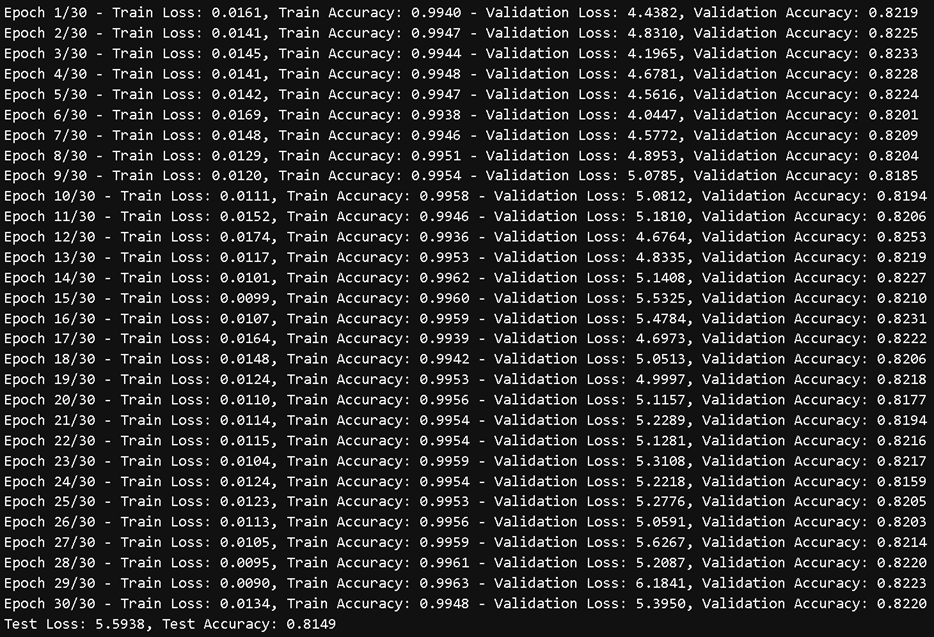 Epoch 1/30 - Train Loss: 0.0161, Train Accuracy: 0.9940 - Validation Loss: 4.4382, Validation Accuracy: 0.8219
Epoch 2/30 - Train Loss: 0.0141, Train Accuracy: 0.9947 - Validation Loss: 4.8310, Validation Accuracy: 0.8225
Epoch 3/30 - Train Loss: 0.0145, Train Accuracy: 0.9944 - Validation Loss: 4.1965, Validation Accuracy: 0.8233
Epoch 4/30 - Train Loss: 0.0141, Train Accuracy: 0.9948 - Validation Loss: 4.6781, Validation Accuracy: 0.8228
Epoch 5/30 - Train Loss: 0.0142, Train Accuracy: 0.9947 - Validation Loss: 4.5616, Validation Accuracy: 0.8224
Epoch 6/30 - Train Loss: 0.0169, Train Accuracy: 0.9938 - Validation Loss: 4.0447, Validation Accuracy: 0.8201
Epoch 7/30 - Train Loss: 0.0148, Train Accuracy: 0.9946 - Validation Loss: 4.5772, Validation Accuracy: 0.8209
Epoch 8/30 - Train Loss: 0.0129, Train Accuracy: 0.9951 - Validation Loss: 4.8953, Validation Accuracy: 0.8204
Epoch 9/30 - Train Loss: 0.0120, Train Accuracy: 0.9954 - Validation Loss: 5.0785, Validation Accuracy: 0.8185
Epoch 10/30 - Train Loss: 0.0111, Train Accuracy: 0.9958 - Validation Loss: 5.0812, Validation Accuracy: 0.8194
Epoch 11/30 - Train Loss: 0.0152, Train Accuracy: 0.9946 - Validation Loss: 5.1810, Validation Accuracy: 0.8206
Epoch 12/30 - Train Loss: 0.0174, Train Accuracy: 0.9936 - Validation Loss: 4.6764, Validation Accuracy: 0.8253
Epoch 13/30 - Train Loss: 0.0117, Train Accuracy: 0.9953 - Validation Loss: 4.8335, Validation Accuracy: 0.8219
Epoch 14/30 - Train Loss: 0.0101, Train Accuracy: 0.9962 - Validation Loss: 5.1408, Validation Accuracy: 0.8227
Epoch 15/30 - Train Loss: 0.0099, Train Accuracy: 0.9960 - Validation Loss: 5.5325, Validation Accuracy: 0.8210
Epoch 16/30 - Train Loss: 0.0107, Train Accuracy: 0.9959 - Validation Loss: 5.4784, Validation Accuracy: 0.8231
Epoch 17/30 - Train Loss: 0.0164, Train Accuracy: 0.9939 - Validation Loss: 4.6973, Validation Accuracy: 0.8222
Epoch 18/30 - Train Loss: 0.0148, Train Accuracy: 0.9942 - Validation Loss: 5.0513, Validation Accuracy: 0.8206
Epoch 19/30 - Train Loss: 0.0124, Train Accuracy: 0.9953 - Validation Loss: 4.9997, Validation Accuracy: 0.8218
Epoch 20/30 - Train Loss: 0.0110, Train Accuracy: 0.9956 - Validation Loss: 5.1157, Validation Accuracy: 0.8177
Epoch 21/30 - Train Loss: 0.0114, Train Accuracy: 0.9954 - Validation Loss: 5.2289, Validation Accuracy: 0.8194
Epoch 22/30 - Train Loss: 0.0115, Train Accuracy: 0.9954 - Validation Loss: 5.1281, Validation Accuracy: 0.8216
Epoch 23/30 - Train Loss: 0.0104, Train Accuracy: 0.9959 - Validation Loss: 5.3108, Validation Accuracy: 0.8217
Epoch 24/30 - Train Loss: 0.0124, Train Accuracy: 0.9954 - Validation Loss: 5.2218, Validation Accuracy: 0.8159
Epoch 25/30 - Train Loss: 0.0123, Train Accuracy: 0.9953 - Validation Loss: 5.2776, Validation Accuracy: 0.8205
Epoch 26/30 - Train Loss: 0.0113, Train Accuracy: 0.9956 - Validation Loss: 5.0591, Validation Accuracy: 0.8203
Epoch 27/30 - Train Loss: 0.0105, Train Accuracy: 0.9959 - Validation Loss: 5.6267, Validation Accuracy: 0.8214
Epoch 28/30 - Train Loss: 0.0095, Train Accuracy: 0.9961 - Validation Loss: 5.2087, Validation Accuracy: 0.8220
Epoch 29/30 - Train Loss: 0.0090, Train Accuracy: 0.9963 - Validation Loss: 6.1841, Validation Accuracy: 0.8223
Epoch 30/30 - Train Loss: 0.0134, Train Accuracy: 0.9948 - Validation Loss: 5.3950, Validation Accuracy: 0.8220
Test Loss: 5.5938, Test Accuracy: 0.8149